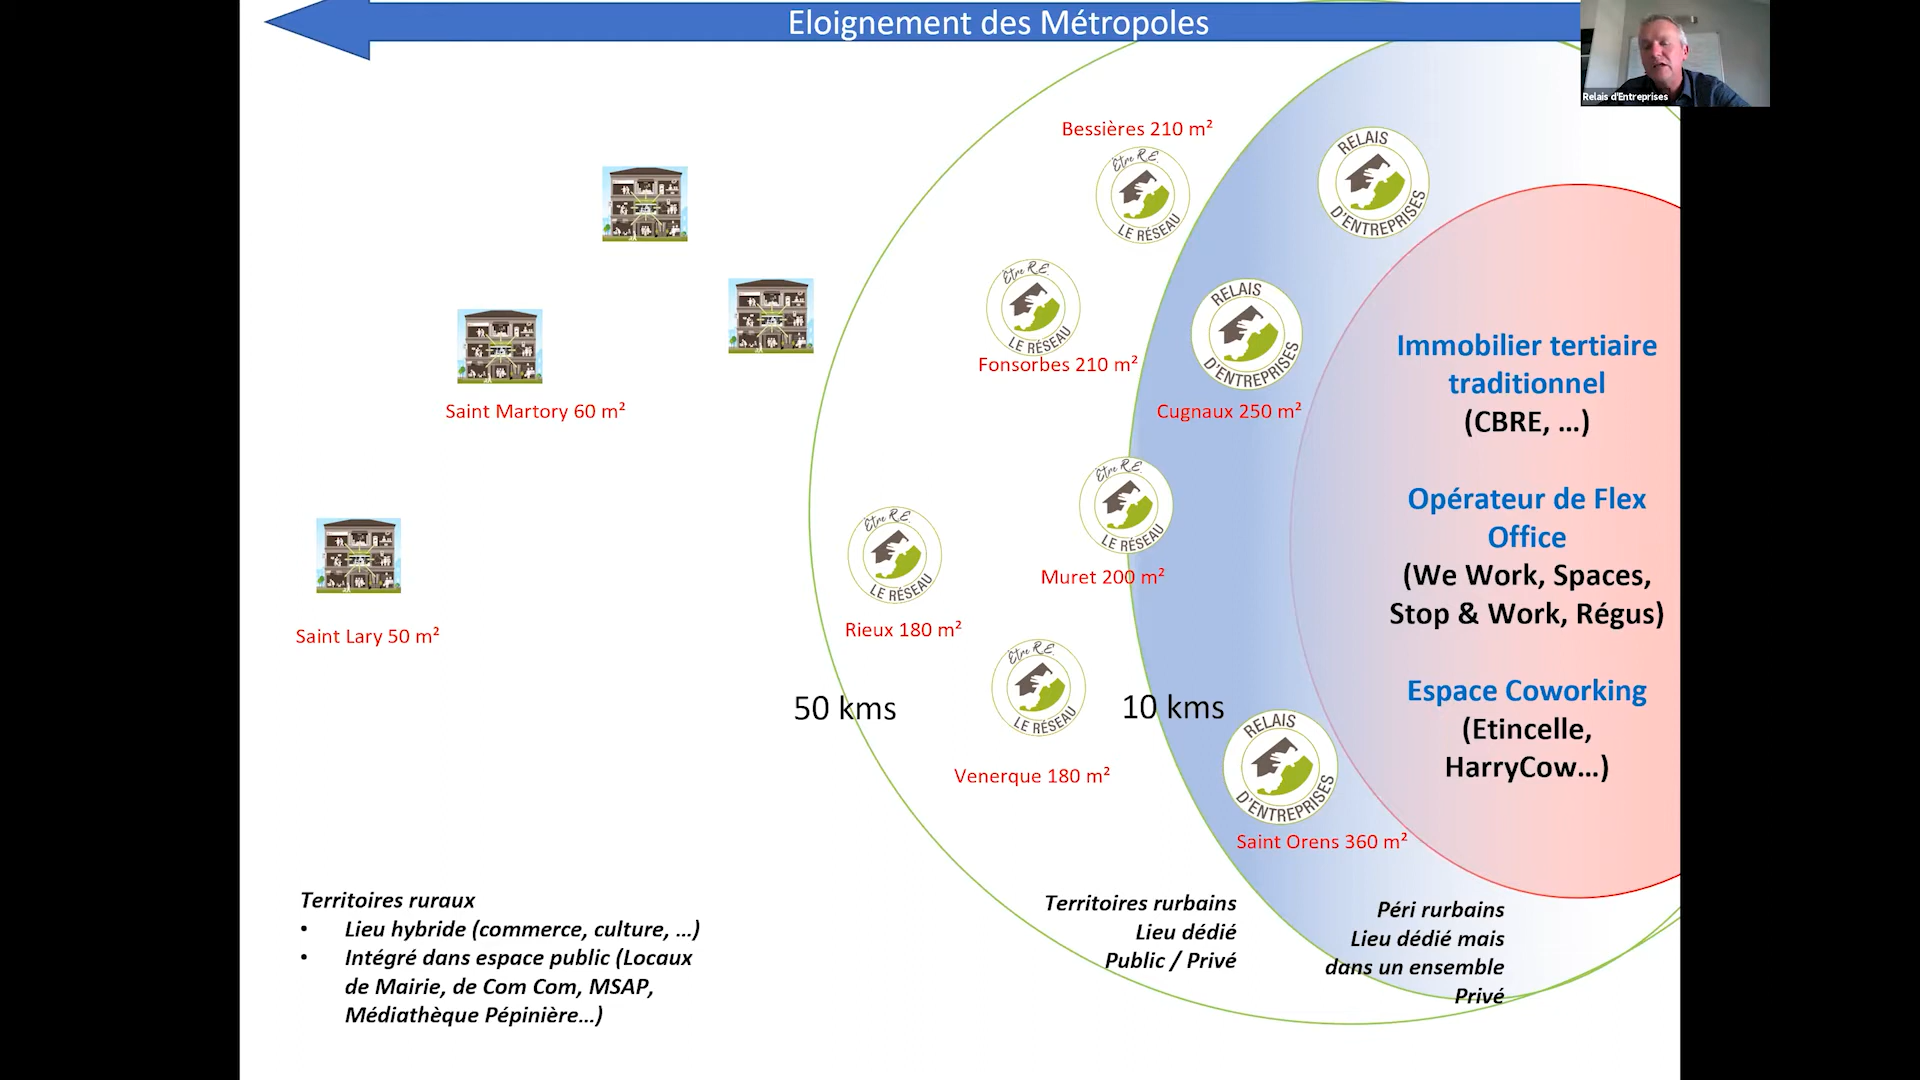 Eloignement des Métropoles
Relais d'Entreprises
Bessières 210 m²
Être R.E.
LE RÉSEAU
RELAIS
D'ENTREPRISES
Être R.E.
LE RÉSEAU
Fonsorbes 210 m²
RELAIS
D'ENTREPRISES
Cugnaux 250 m²
Immobilier tertiaire
traditionnel
(CBRE, ...)
Opérateur de Flex
Office
(We Work, Spaces,
Stop & Work, Régus)
Espace Coworking
(Etincelle,
HarryCow...)
Saint Martory 60 m²
Saint Lary 50 m²
Être R.E.
LE RÉSEAU
Muret 200 m²
Être R.E.
LE RÉSEAU
Rieux 180 m²
Être R.E.
LE RÉSEAU
Venerque 180 m²
50 kms
10 kms
RELAIS
D'ENTREPRISES
Saint Orens 360 m²
Territoires ruraux
• Lieu hybride (commerce, culture, ...)
• Intégré dans espace public (Locaux
de Mairie, de Com Com, MSAP,
Médiathèque Pépinière...)
Territoires rurbains
Lieu dédié
Public / Privé
Péri rurbains
Lieu dédié mais
dans un ensemble
Privé